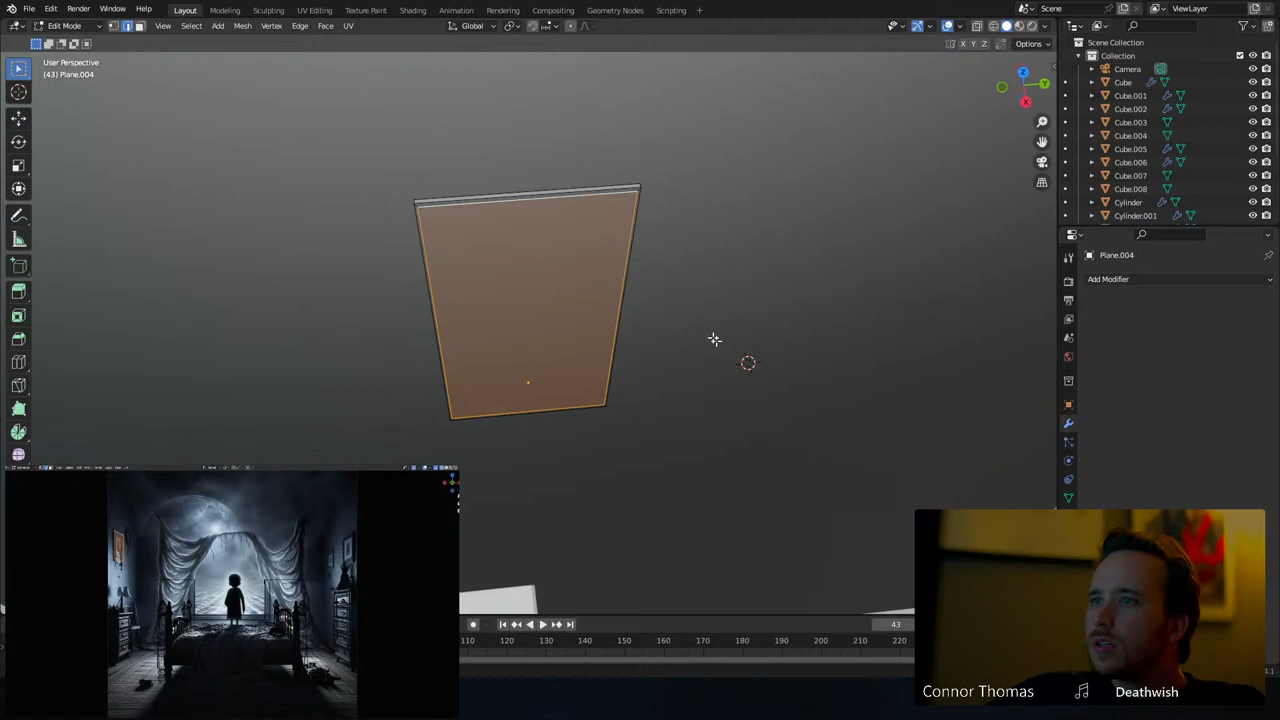 File Edit Render Window Help Layout Modeling Sculpting UV Editing Texture Paint Shading Animation Rendering Compositing Geometry Nodes Scripting Scene ViewLayer
Edit Mode View Select Add Mesh Vertex Edge Face UV Global
X Y Z Options
User Perspective
(43) Plane.004
Z
Y
X
Scene Collection
Collection
Camera
Cube
Cube.001
Cube.002
Cube.003
Cube.004
Cube.005
Cube.006
Cube.007
Cube.008
Cylinder
Cylinder.001
Plane.004
Add Modifier
43
110 120 130 140 150 160 170 180 190 200 210 220
Connor Thomas Deathwish